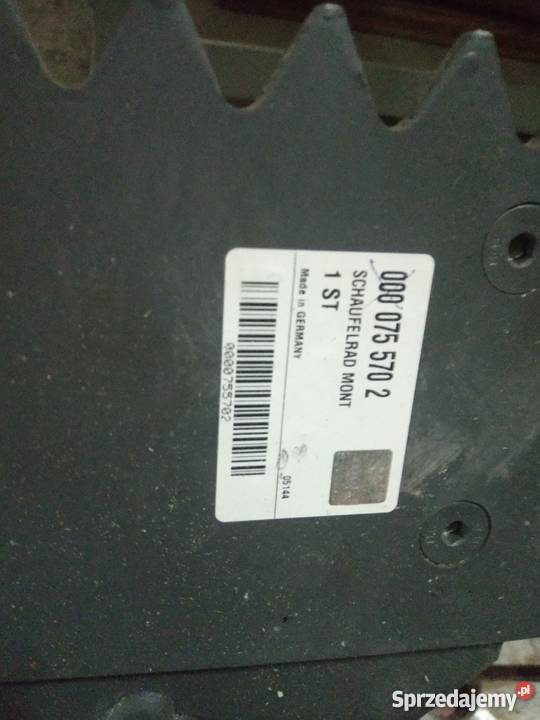 000 075 570 2
SCHAUFELRAD MONT
1 ST
Made in GERMANY
05144
0000755702
Sprzedajemy.pl